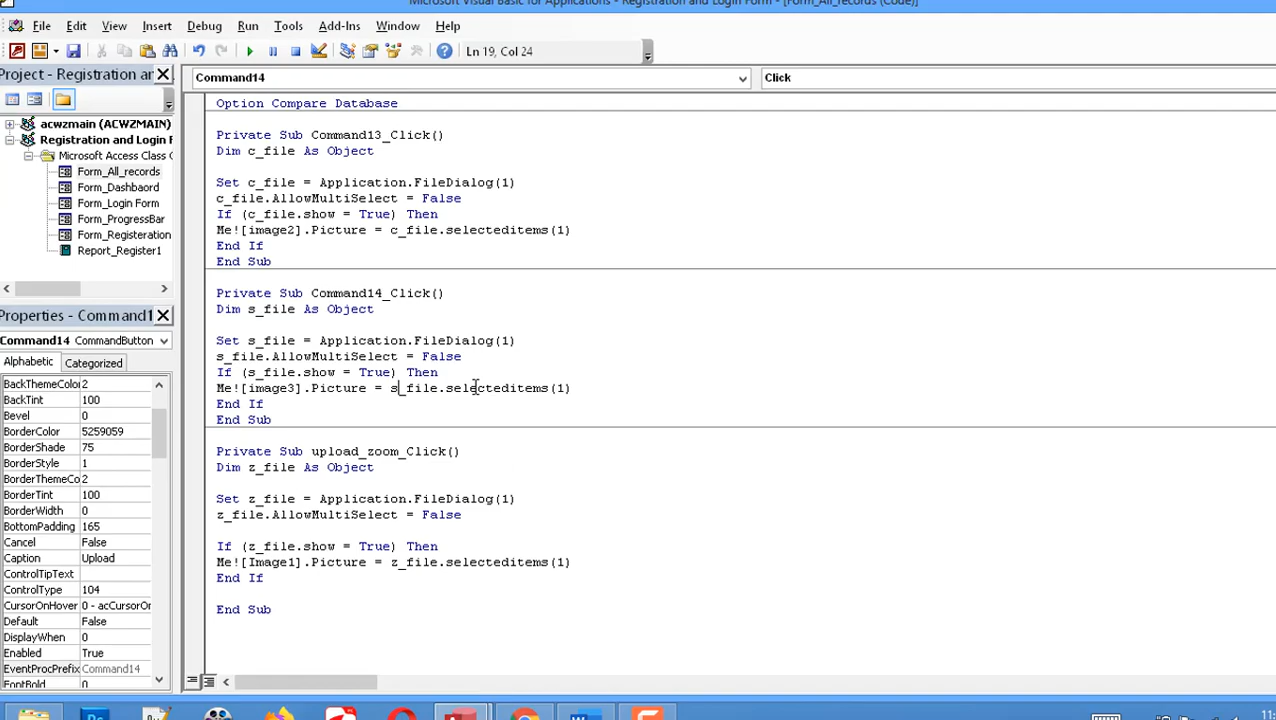 Microsoft Visual Basic for Applications - Registration and Login Form - [Form_All_records (Code)]
File Edit View Insert Debug Run Tools Add-Ins Window Help
Ln 19, Col 24
Project - Registration an
acwzmain (ACWZMAIN)
Registration and Login F
Microsoft Access Class C
Form_All_records
Form_Dashbaord
Form_Login Form
Form_ProgressBar
Form_Registeration
Report_Register1
Properties - Command1
Command14 CommandButton
Alphabetic Categorized
BackThemeColor 2
BackTint 100
Bevel 0
BorderColor 5259059
BorderShade 75
BorderStyle 1
BorderThemeCo 2
BorderTint 100
BorderWidth 0
BottomPadding 165
Cancel False
Caption Upload
ControlTipText
ControlType 104
CursorOnHover 0 - acCursorOn
Default False
DisplayWhen 0
Enabled True
EventProcPrefix Command14
FontBold 0
Command14 Click
Option Compare Database
Private Sub Command13_Click()
Dim c_file As Object
Set c_file = Application.FileDialog(1)
c_file.AllowMultiSelect = False
If (c_file.show = True) Then
Me![image2].Picture = c_file.selecteditems(1)
End If
End Sub
Private Sub Command14_Click()
Dim s_file As Object
Set s_file = Application.FileDialog(1)
s_file.AllowMultiSelect = False
If (s_file.show = True) Then
Me![image3].Picture = s_file.selecteditems(1)
End If
End Sub
Private Sub upload_zoom_Click()
Dim z_file As Object
Set z_file = Application.FileDialog(1)
z_file.AllowMultiSelect = False
If (z_file.show = True) Then
Me![Image1].Picture = z_file.selecteditems(1)
End If
End Sub